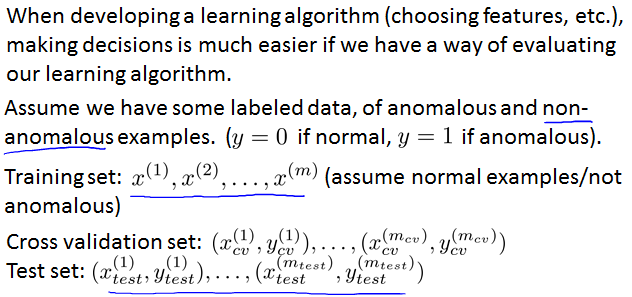 When developing a learning algorithm (choosing features, etc.),
making decisions is much easier if we have a way of evaluating
our learning algorithm.
Assume we have some labeled data, of anomalous and non-
anomalous examples. (y = 0 if normal, y = 1 if anomalous).
Training set: x^{(1)}, x^{(2)}, . . . , x^{(m)} (assume normal examples/not
anomalous)
Cross validation set: (x_{cv}^{(1)}, y_{cv}^{(1)}), . . . , (x_{cv}^{(m_{cv})}, y_{cv}^{(m_{cv})})
Test set: (x_{test}^{(1)}, y_{test}^{(1)}), . . . , (x_{test}^{(m_{test})}, y_{test}^{(m_{test})})